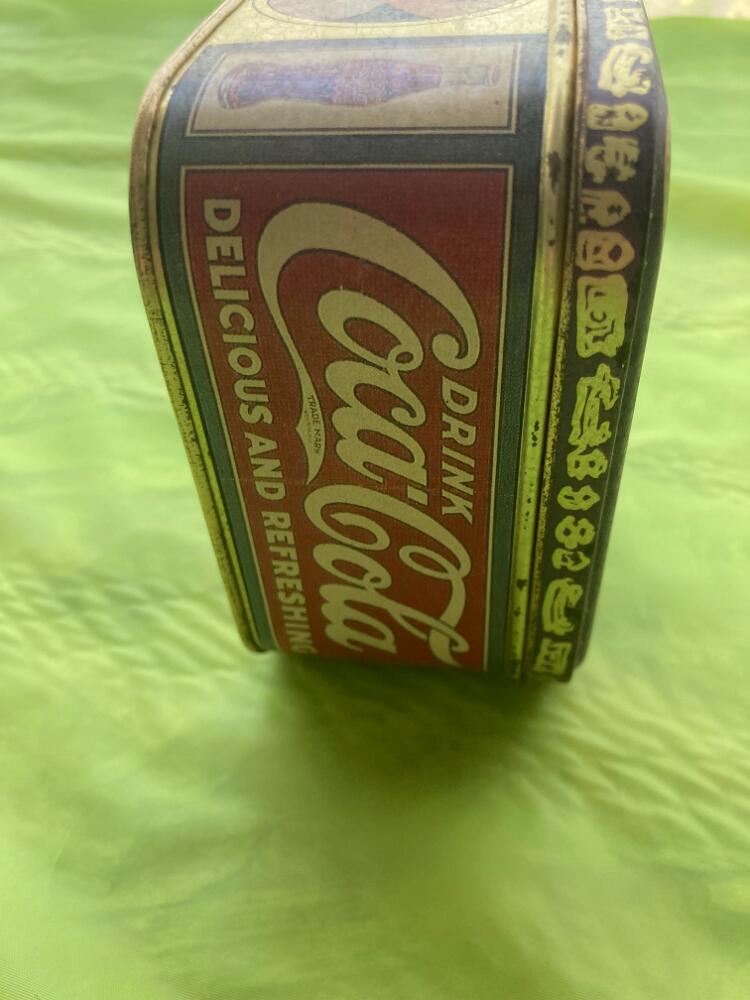 DRINK
Coca-Cola
TRADE MARK
DELICIOUS AND REFRESHING